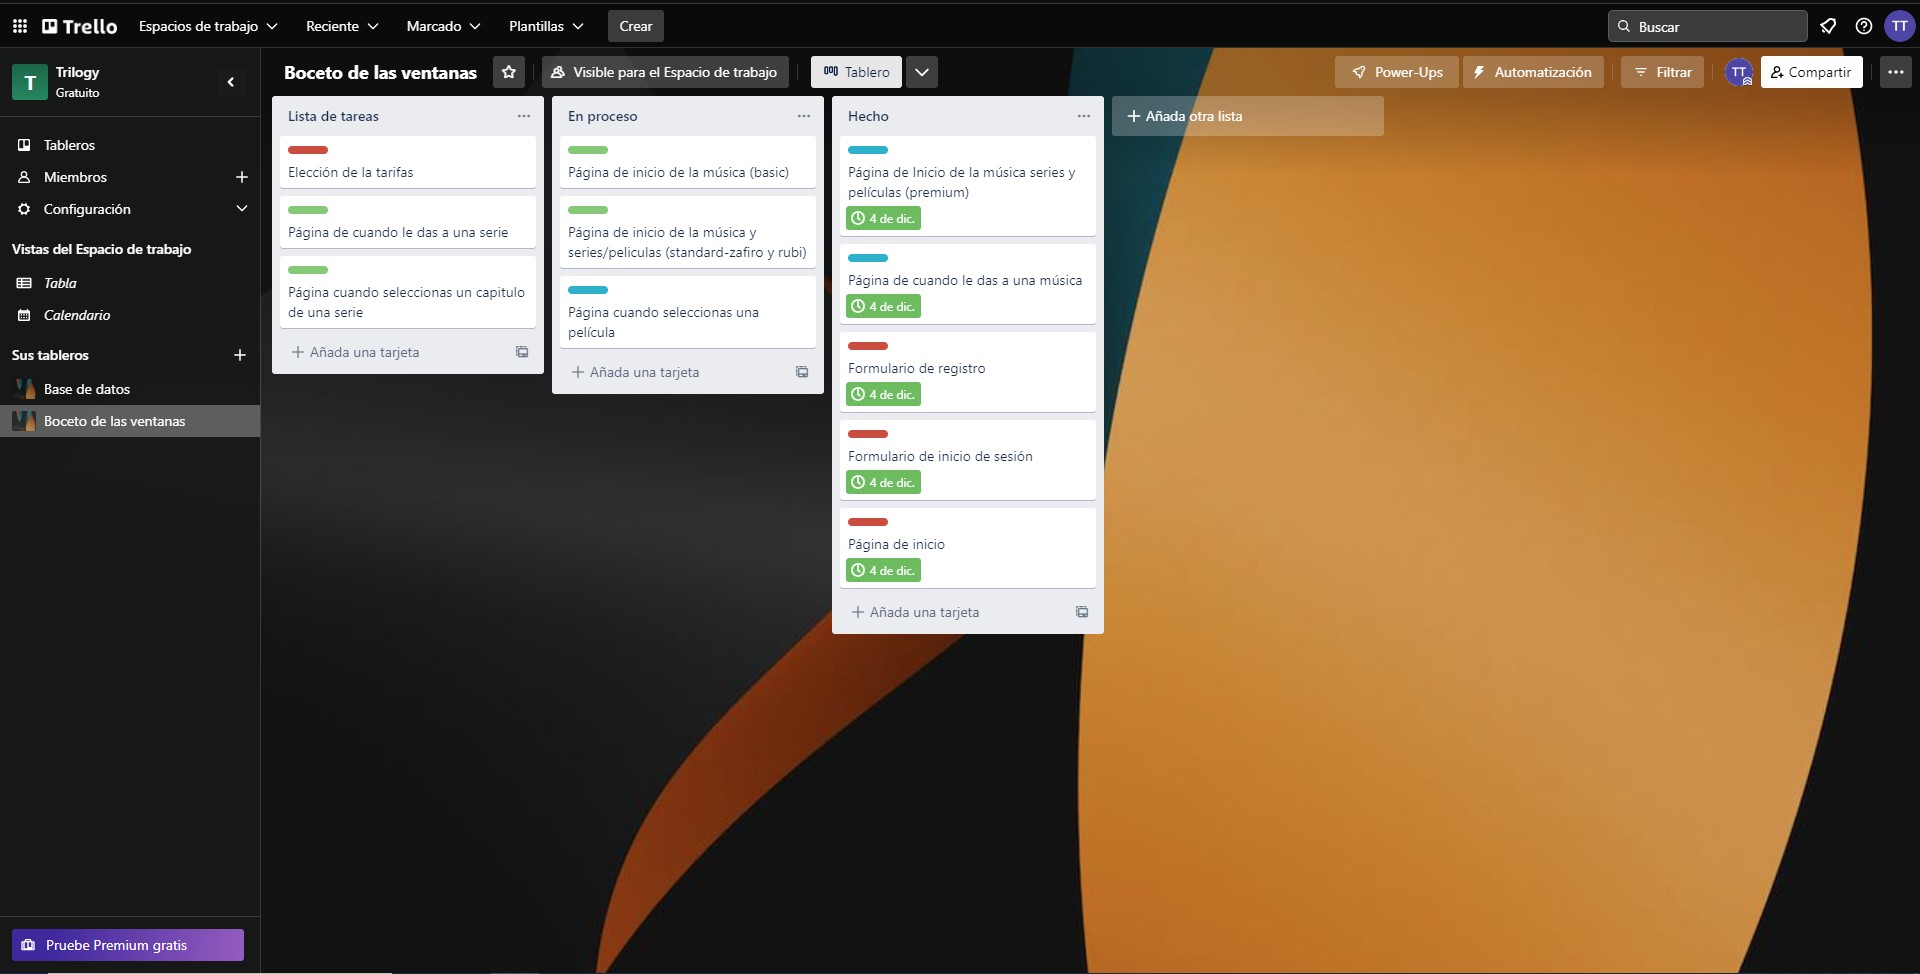 Trello
Espacios de trabajo
Reciente
Marcado
Plantillas
Crear
Buscar
TT
T
Trilogy
Gratuito
Boceto de las ventanas
Visible para el Espacio de trabajo
Tablero
Power-Ups
Automatización
Filtrar
TT
Compartir
Tableros
Miembros
Configuración
Vistas del Espacio de trabajo
Tabla
Calendario
Sus tableros
Base de datos
Boceto de las ventanas
Pruebe Premium gratis
Lista de tareas
Elección de la tarifas
Página de cuando le das a una serie
Página cuando seleccionas un capitulo
de una serie
Añada una tarjeta
En proceso
Página de inicio de la música (basic)
Página de inicio de la música y
series/peliculas (standard-zafiro y rubi)
Página cuando seleccionas una
película
Añada una tarjeta
Hecho
Página de Inicio de la música series y
películas (premium)
4 de dic.
Página de cuando le das a una música
4 de dic.
Formulario de registro
4 de dic.
Formulario de inicio de sesión
4 de dic.
Página de inicio
4 de dic.
Añada una tarjeta
Añada otra lista